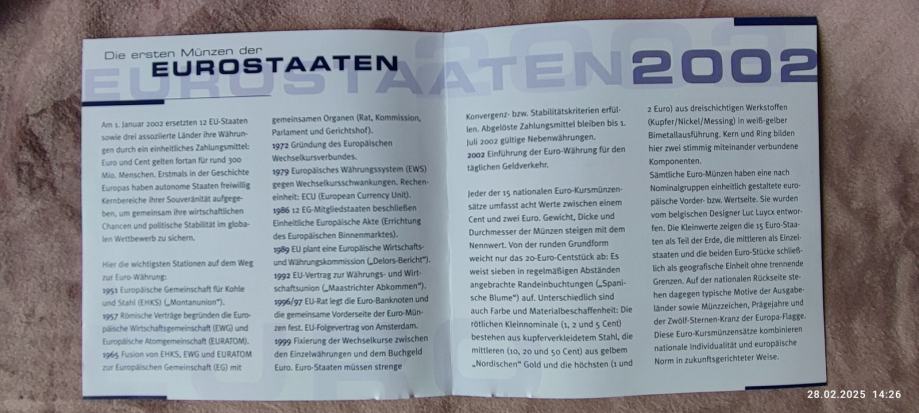 Die ersten Münzen der
EUROSTAATEN
EUROSTAATEN 2002
Am 1. Januar 2002 ersetzten 12 EU-Staaten
sowie drei assoziierte Länder ihre Währun-
gen durch ein einheitliches Zahlungsmittel:
Euro und Cent gelten fortan für rund 300
Mio. Menschen. Erstmals in der Geschichte
Europas haben autonome Staaten freiwillig
Kernbereiche ihrer Souveränität aufgege-
ben, um gemeinsam ihre wirtschaftlichen
Chancen und politische Stabilität im globa-
len Wettbewerb zu sichern.
Hier die wichtigsten Stationen auf dem Weg
zur Euro-Währung:
1951 Europäische Gemeinschaft für Kohle
und Stahl (EHKS) („Montanunion“).
1957 Römische Verträge begründen die Euro-
päische Wirtschaftsgemeinschaft (EWG) und
Europäische Atomgemeinschaft (EURATOM).
1965 Fusion von EHKS, EWG und EURATOM
zur Europäischen Gemeinschaft (EG) mit
gemeinsamen Organen (Rat, Kommission,
Parlament und Gerichtshof).
1972 Gründung des Europäischen
Wechselkursverbundes.
1979 Europäisches Währungssystem (EWS)
gegen Wechselkursschwankungen. Rechen-
einheit: ECU (European Currency Unit).
1986 12 EG-Mitgliedstaaten beschließen
Einheitliche Europäische Akte (Errichtung
des Europäischen Binnenmarktes).
1989 EU plant eine Europäische Wirtschafts-
und Währungskommission („Delors-Bericht“).
1992 EU-Vertrag zur Währungs- und Wirt-
schaftsunion („Maastrichter Abkommen“).
1996/97 EU-Rat legt die Euro-Banknoten und
die gemeinsame Vorderseite der Euro-Mün-
zen fest. EU-Folgevertrag von Amsterdam.
1999 Fixierung der Wechselkurse zwischen
den Einzelwährungen und dem Buchgeld
Euro. Euro-Staaten müssen strenge
Konvergenz- bzw. Stabilitätskriterien erfül-
len. Abgelöste Zahlungsmittel bleiben bis 1.
Juli 2002 gültige Nebenwährungen.
2002 Einführung der Euro-Währung für den
täglichen Geldverkehr.
Jeder der 15 nationalen Euro-Kursmünzen-
sätze umfasst acht Werte zwischen einem
Cent und zwei Euro. Gewicht, Dicke und
Durchmesser der Münzen steigen mit dem
Nennwert. Von der runden Grundform
weicht nur das 20-Euro-Centstück ab: Es
weist sieben in regelmäßigen Abständen
angebrachte Randeinbuchtungen („Spani-
sche Blume“) auf. Unterschiedlich sind
auch Farbe und Materialbeschaffenheit: Die
rötlichen Kleinnominale (1, 2 und 5 Cent)
bestehen aus kupferverkleidetem Stahl, die
mittleren (10, 20 und 50 Cent) aus gelbem
„Nordischen“ Gold und die höchsten (1 und
2 Euro) aus dreischichtigen Werkstoffen
(Kupfer/Nickel/Messing) in weiß-gelber
Bimetallausführung. Kern und Ring bilden
hier zwei stimmig miteinander verbundene
Komponenten.
Sämtliche Euro-Münzen haben eine nach
Nominalgruppen einheitlich gestaltete euro-
päische Vorder- bzw. Wertseite. Sie wurden
vom belgischen Designer Luc Luycx entwor-
fen. Die Kleinwerte zeigen die 15 Euro-Staa-
ten als Teil der Erde, die mittleren als Einzel-
staaten und die beiden Euro-Stücke schließ-
lich als geografische Einheit ohne trennende
Grenzen. Auf der nationalen Rückseite ste-
hen dagegen typische Motive der Ausgabe-
länder sowie Münzzeichen, Prägejahre und
der Zwölf-Sternen-Kranz der Europa-Flagge.
Diese Euro-Kursmünzensätze kombinieren
nationale Individualität und europäische
Norm in zukunftsgerichteter Weise.
28.02.2025 14:26